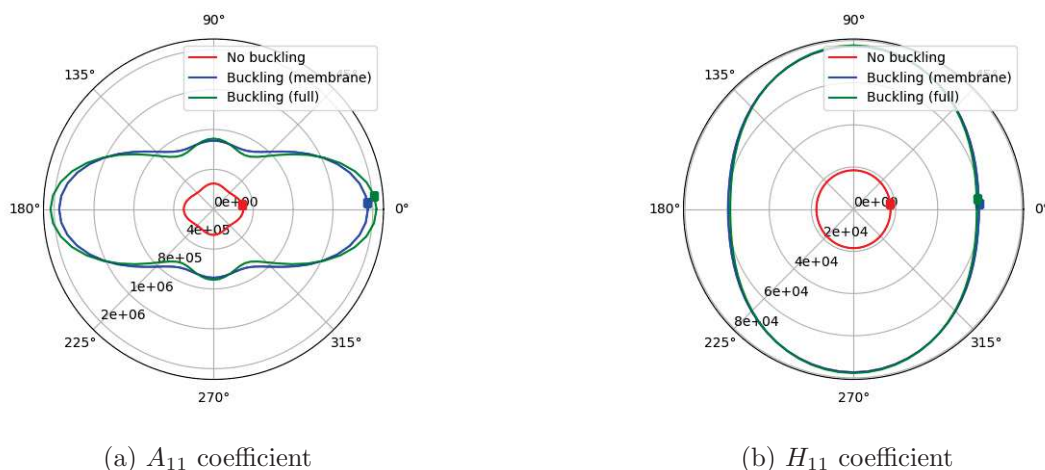 90°
135°
No buckling
Buckling (membrane)
Buckling (full)
180°
0°
0e+00
4e+05
8e+05
1e+06
2e+06
225°
315°
270°
(a) A₁₁ coefficient
90°
135°
No buckling
Buckling (membrane)
Buckling (full)
0°
0e+00
2e+04
4e+04
6e+04
8e+04
180°
225°
315°
270°
(b) H₁₁ coefficient